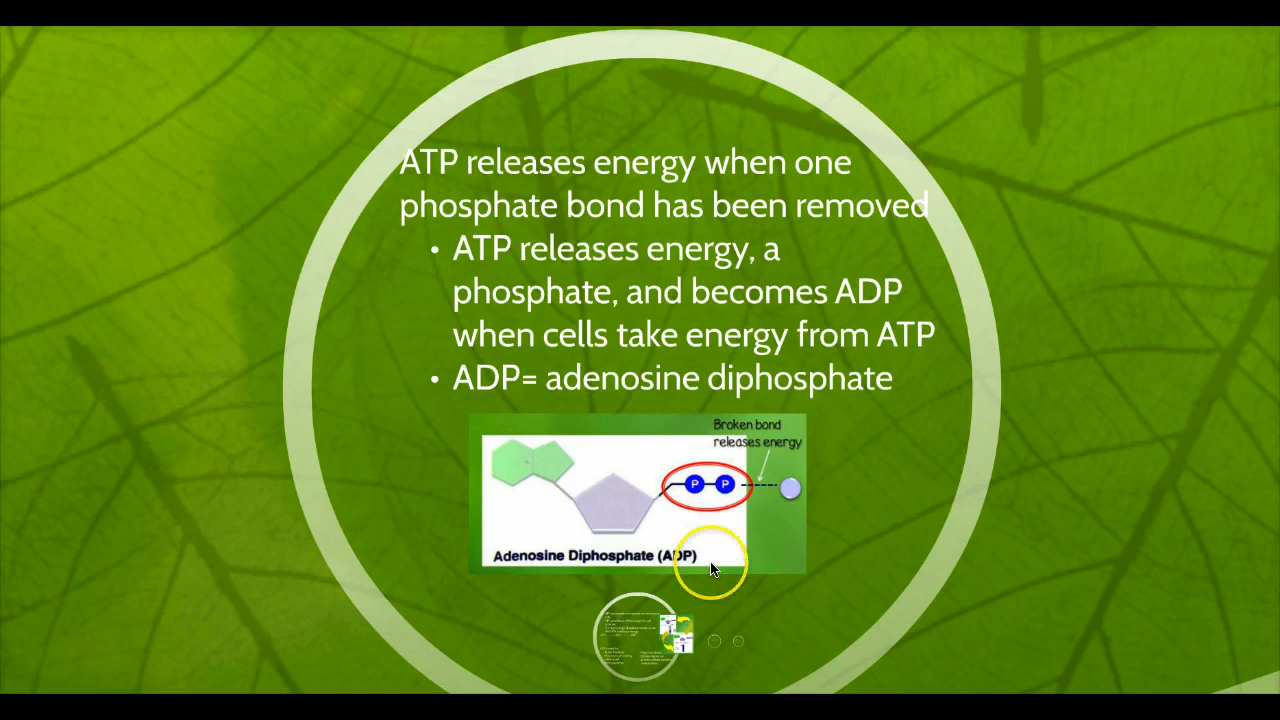 ATP releases energy when one
phosphate bond has been removed
• ATP releases energy, a
phosphate, and becomes ADP
when cells take energy from ATP
• ADP= adenosine diphosphate
Broken bond
releases energy
P P
Adenosine Diphosphate (ADP)
1